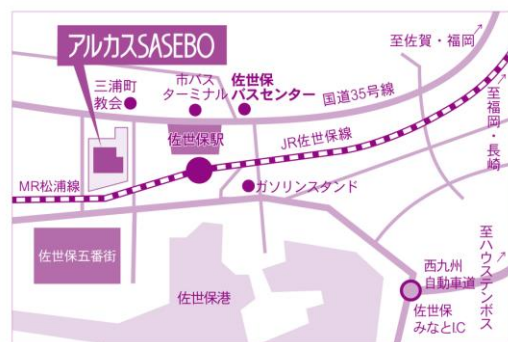 アルカスSASEBO
至佐賀・福岡
三浦町
教会
市バス
ターミナル
佐世保
バスセンター
国道35号線
至福岡・長崎
佐世保駅
JR佐世保線
MR松浦線
ガソリンスタンド
佐世保五番街
佐世保港
西九州
自動車道
至ハウステンボス
佐世保
みなとI.C